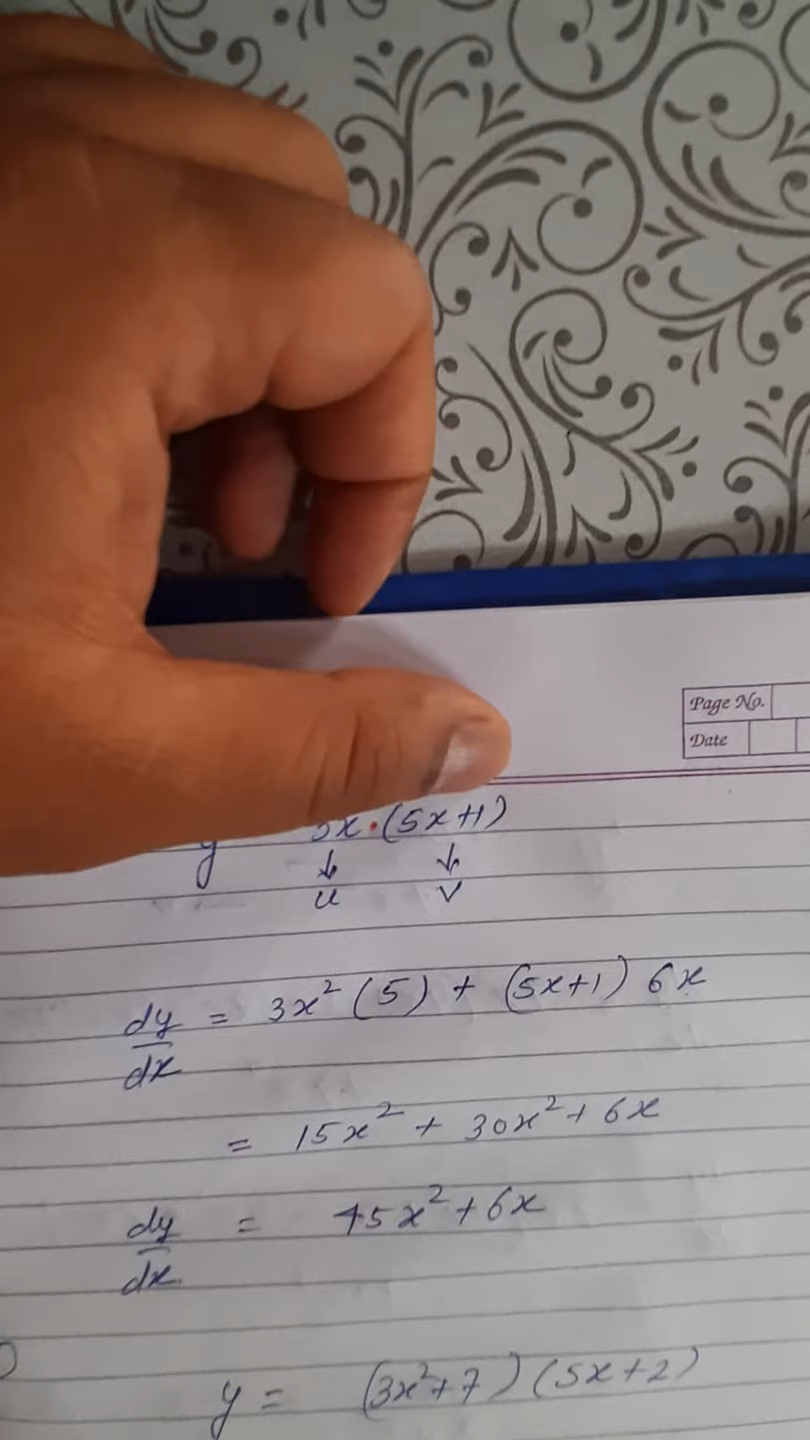 Page No.
Date
y 3x·(5x+1)
↓ ↓
u v
dy/dx = 3x² (5) + (5x+1) 6x
= 15x² + 30x² + 6x
dy/dx = 45x² + 6x
y = (3x²+7) (5x+2)